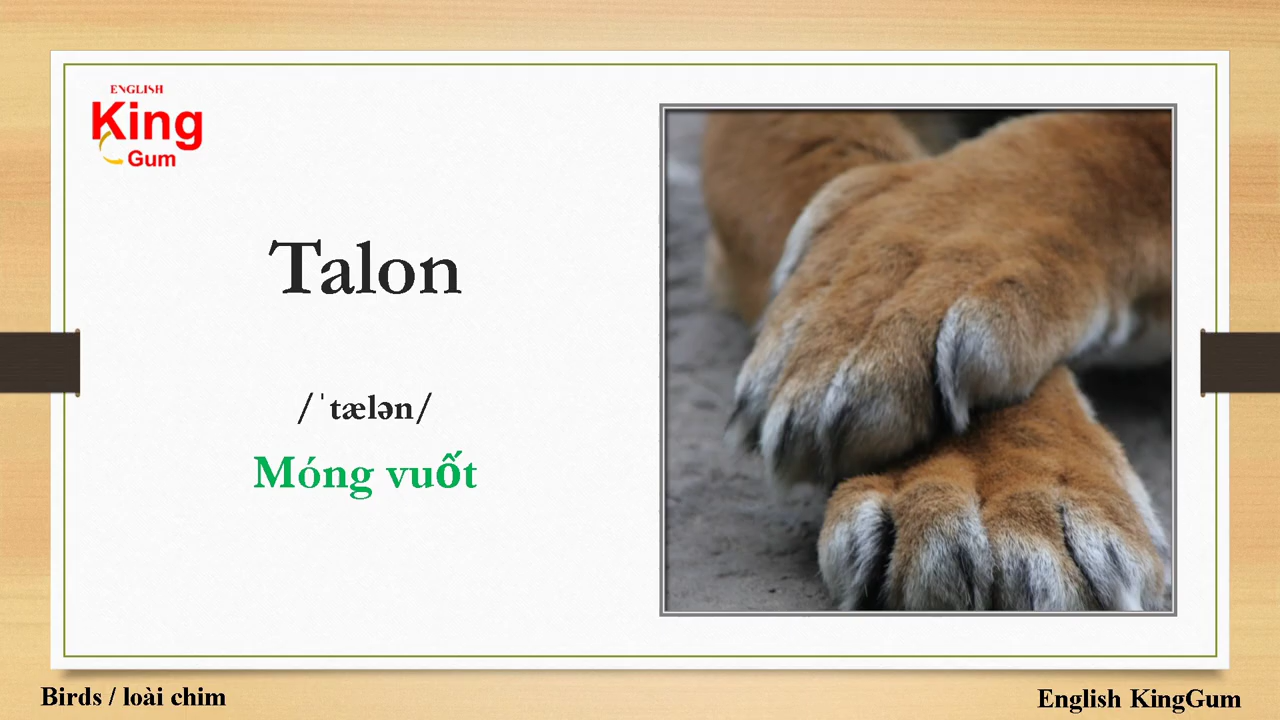 ENGLISH
King
Gum
Talon
/ˈtælən/
Móng vuốt
Birds / loài chim
English KingGum